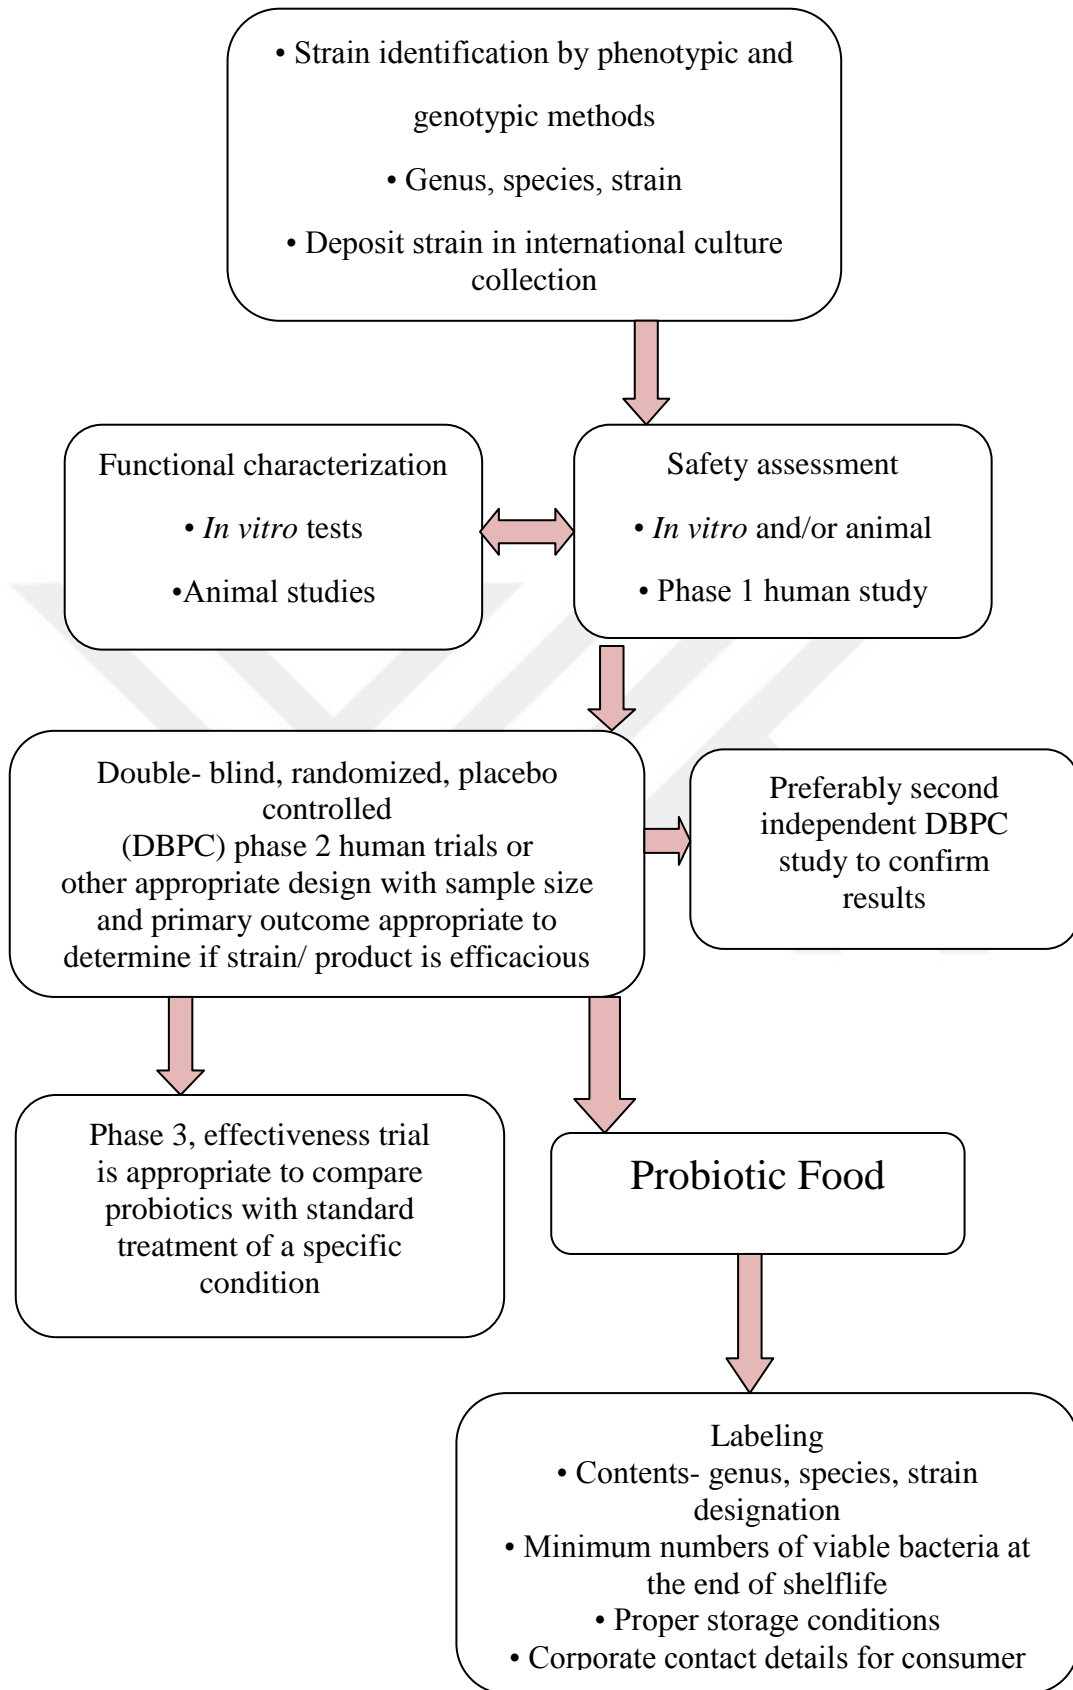 • Strain identification by phenotypic and
genotypic methods
• Genus, species, strain
• Deposit strain in international culture
collection
Functional characterization
• In vitro tests
•Animal studies
Safety assessment
• In vitro and/or animal
• Phase 1 human study
Double- blind, randomized, placebo
controlled
(DBPC) phase 2 human trials or
other appropriate design with sample size
and primary outcome appropriate to
determine if strain/ product is efficacious
Preferably second
independent DBPC
study to confirm
results
Phase 3, effectiveness trial
is appropriate to compare
probiotics with standard
treatment of a specific
condition
Probiotic Food
Labeling
• Contents- genus, species, strain
designation
• Minimum numbers of viable bacteria at
the end of shelflife
• Proper storage conditions
• Corporate contact details for consumer